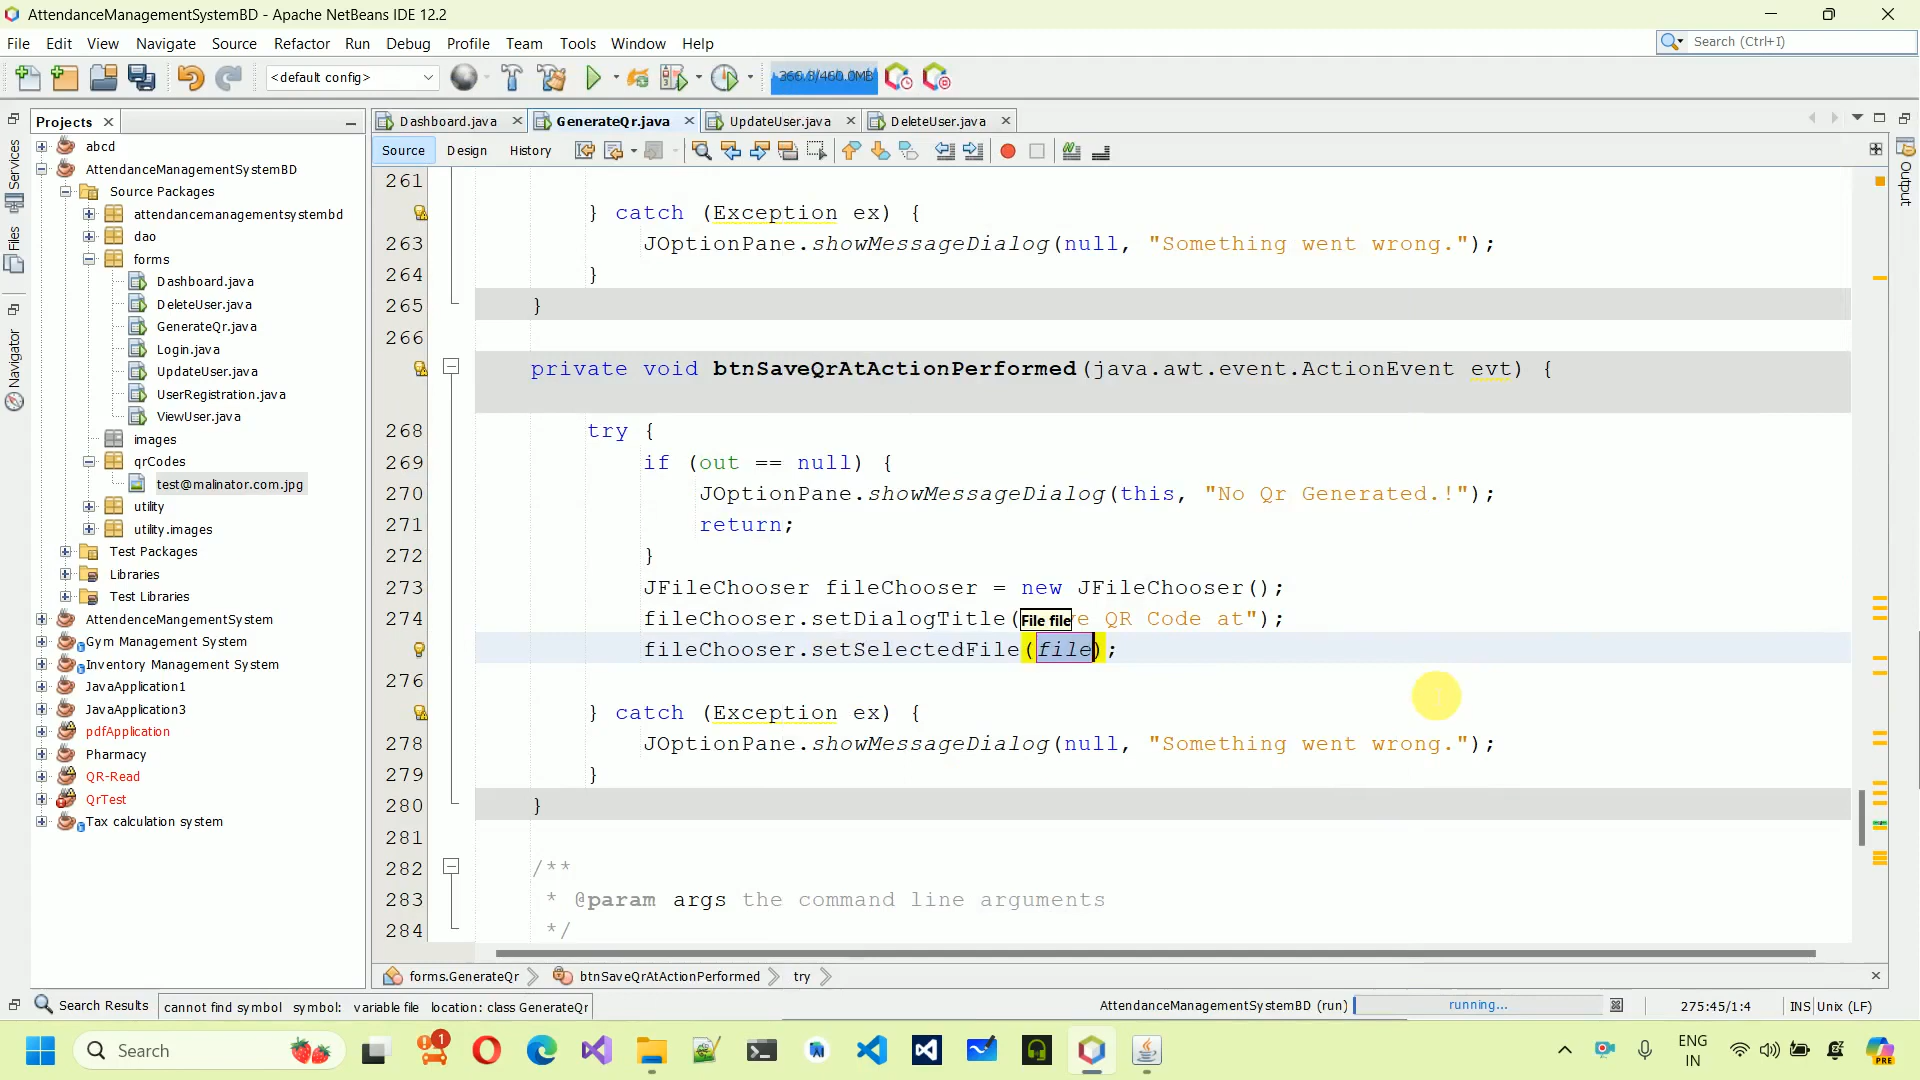 AttendanceManagementSystemBD - Apache NetBeans IDE 12.2
File Edit View Navigate Source Refactor Run Debug Profile Team Tools Window Help
Search (Ctrl+I)
<default config>
360.8/460.0MB
Projects
Dashboard.java GenerateQr.java UpdateUser.java DeleteUser.java
Source Design History
Services
Files
Navigator
Output
abcd
AttendanceManagementSystemBD
Source Packages
attendancemanagementsystembd
dao
forms
Dashboard.java
DeleteUser.java
GenerateQr.java
Login.java
UpdateUser.java
UserRegistration.java
ViewUser.java
images
qrCodes
test@malinator.com.jpg
utility
utility.images
Test Packages
Libraries
Test Libraries
AttendenceMangementSystem
Gym Management System
Inventory Management System
JavaApplication1
JavaApplication3
pdfApplication
Pharmacy
QR-Read
QrTest
Tax calculation system
261
} catch (Exception ex) {
263 JOptionPane.showMessageDialog(null, "Something went wrong.");
264 }
265 }
266
private void btnSaveQrAtActionPerformed(java.awt.event.ActionEvent evt) {
268 try {
269 if (out == null) {
270 JOptionPane.showMessageDialog(this, "No Qr Generated.!");
271 return;
272 }
273 JFileChooser fileChooser = new JFileChooser();
274 fileChooser.setDialogTitle( QR Code at");
File file
fileChooser.setSelectedFile(file);
276
} catch (Exception ex) {
278 JOptionPane.showMessageDialog(null, "Something went wrong.");
279 }
280 }
281
282 /**
283 * @param args the command line arguments
284 */
forms.GenerateQr btnSaveQrAtActionPerformed try
Search Results cannot find symbol symbol: variable file location: class GenerateQr
AttendanceManagementSystemBD (run) running... 275:45/1:4 INS Unix (LF)
Search
1
ENG
IN
PRE